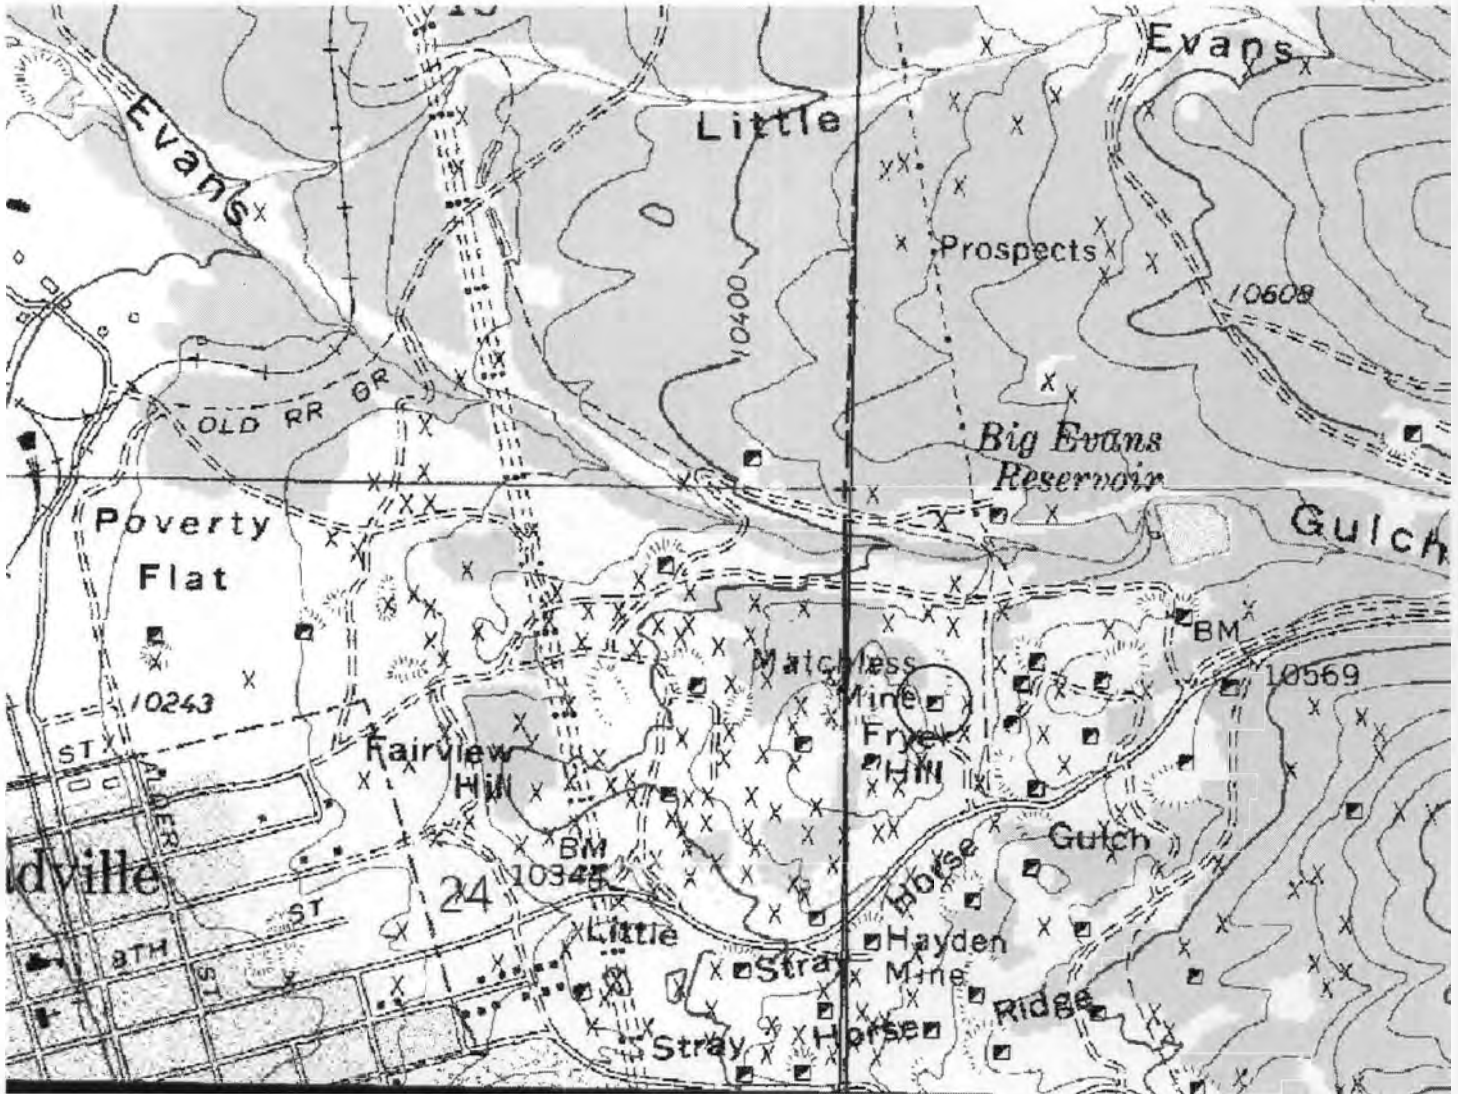 Evans
Evans
Little
Prospects
10608
10400
OLD RR GR
Big Evans
Reservoir
Poverty
Flat
Gulch
BM
10569
Matchless
Mine
10243
ST
Fairview
Hill
Fryer
Hill
ALDER
Gulch
BM
10344
Horse
dville
24
ST
8TH
ST
Little
Hayden
Mine
Stray
Ridge
Horse
Stray